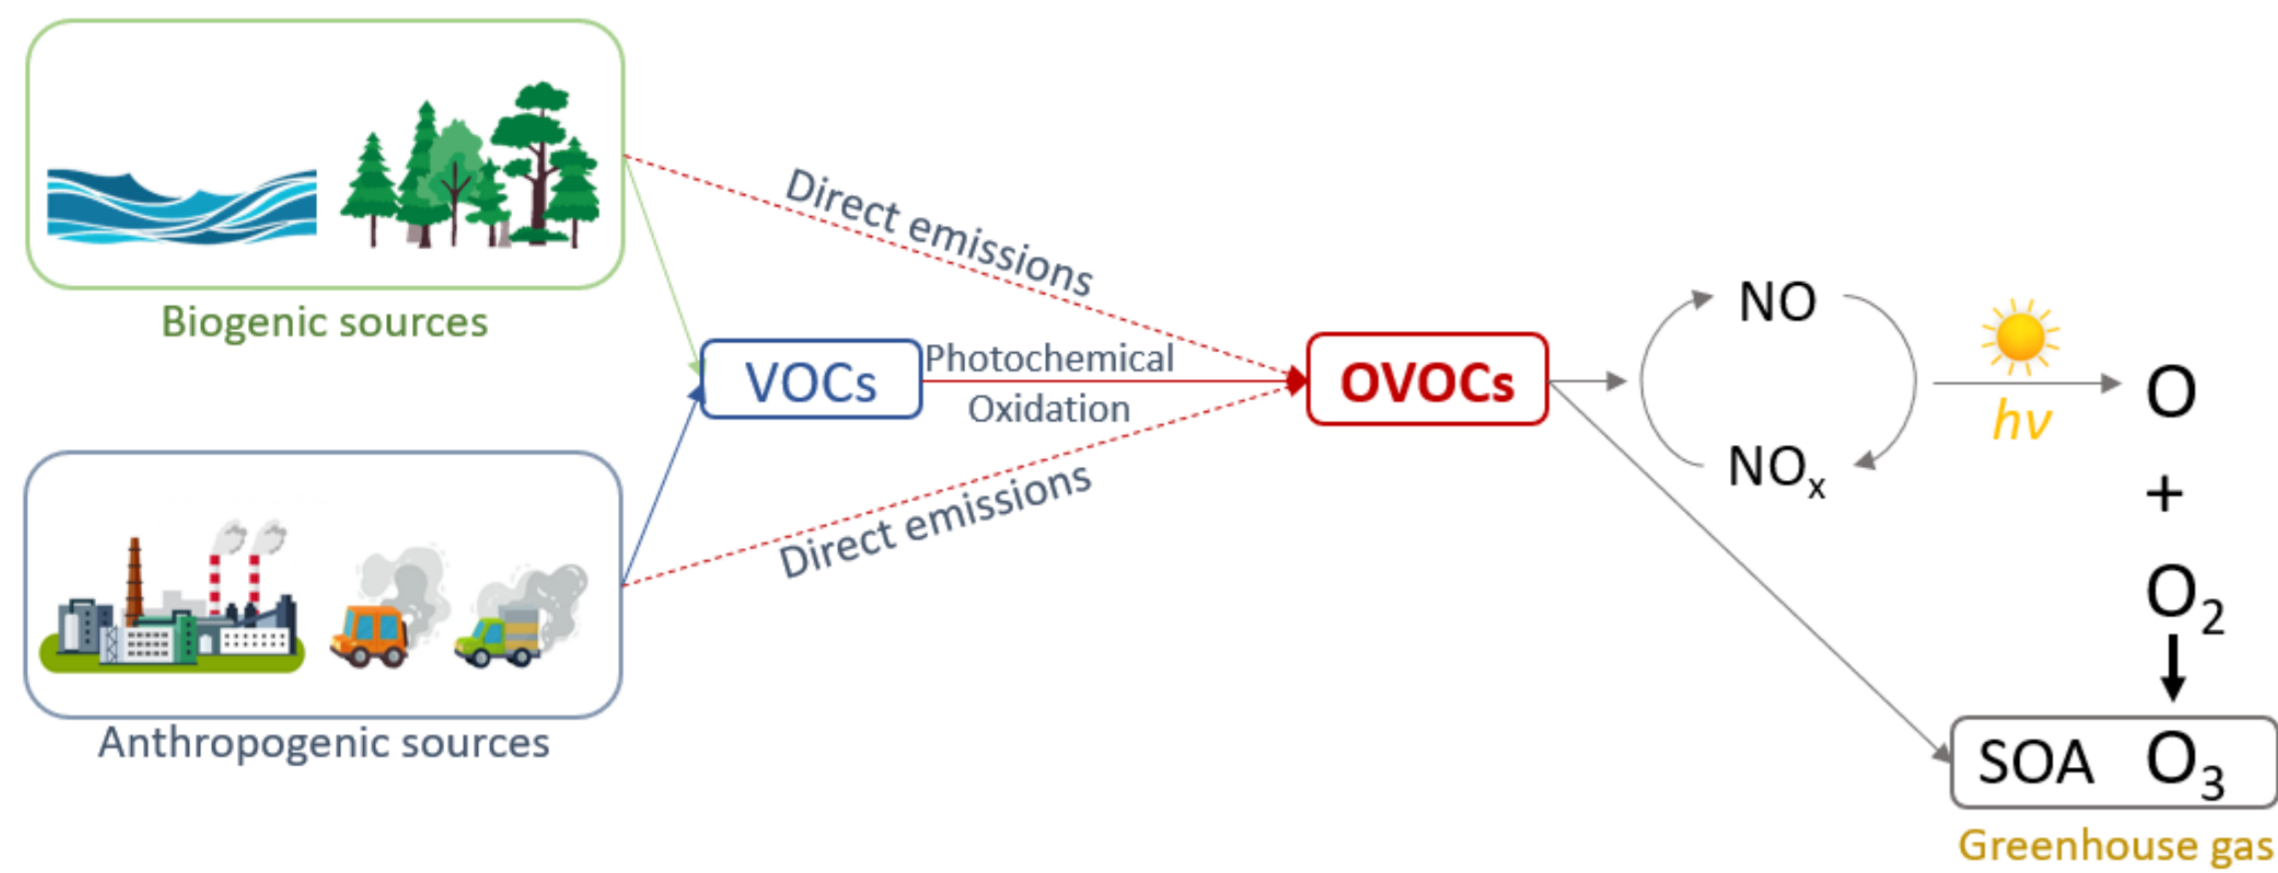 Biogenic sources
Direct emissions
VOCs
Photochemical
Oxidation
OVOCs
Direct emissions
Anthropogenic sources
NO
NOₓ
hν
O
+
O₂
SOA O₃
Greenhouse gas